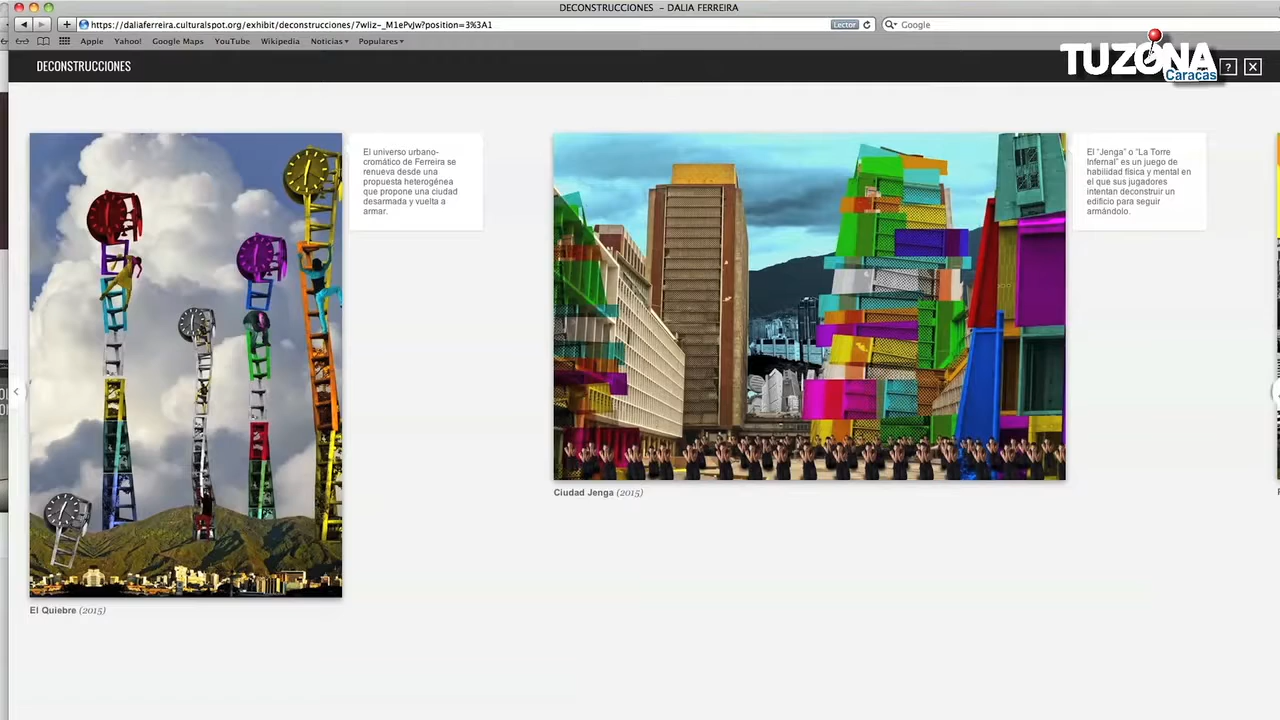 DECONSTRUCCIONES - DALIA FERREIRA
https://daliaferreira.culturalspot.org/exhibit/deconstrucciones/7wIiz-_M1ePvJw?position=3%3A1
Lector
Google
Apple
Yahoo!
Google Maps
YouTube
Wikipedia
Noticias
Populares
DECONSTRUCCIONES
TUZONA
Caracas
?
El universo urbano-
cromático de Ferreira se
renueva desde una
propuesta heterogénea
que propone una ciudad
desarmada y vuelta a
armar.
El "Jenga" o "La Torre
Infernal" es un juego de
habilidad física y mental en
el que sus jugadores
intentan deconstruir un
edificio para seguir
armándolo.
Ciudad Jenga (2015)
El Quiebre (2015)